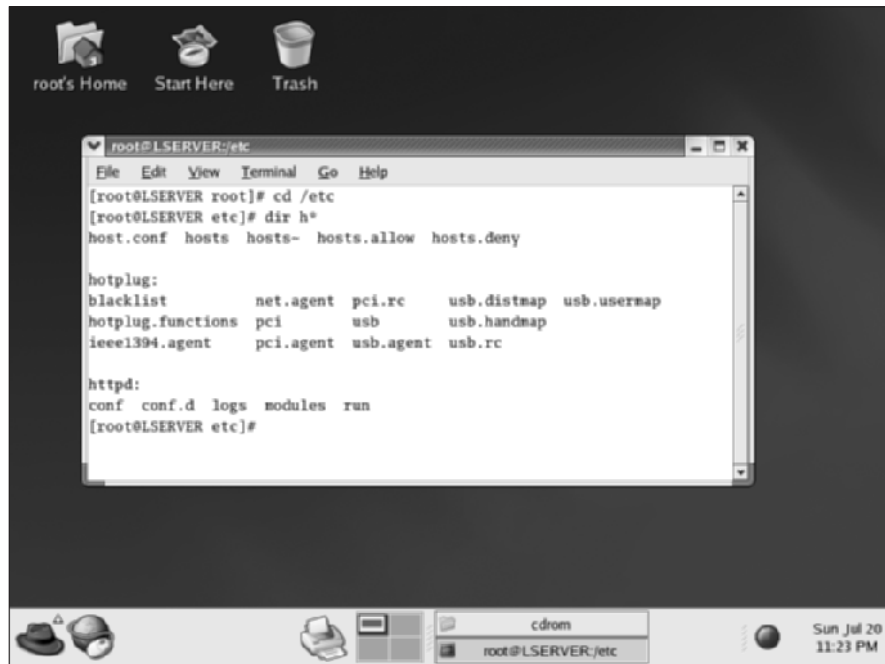 root's Home Start Here Trash
root@LSERVER:/etc
File Edit View Terminal Go Help
[root@LSERVER root]# cd /etc
[root@LSERVER etc]# dir h*
host.conf hosts hosts- hosts.allow hosts.deny
hotplug:
blacklist net.agent pci.rc usb.distmap usb.usermap
hotplug.functions pci usb usb.handmap
ieee1394.agent pci.agent usb.agent usb.rc
httpd:
conf conf.d logs modules run
[root@LSERVER etc]#
cdrom
root@LSERVER:/etc
Sun Jul 20
11:23 PM